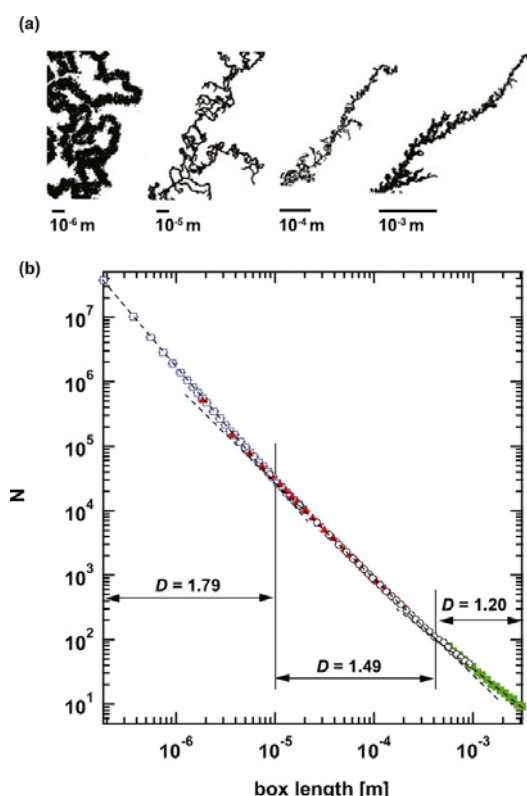 (a)
10⁻⁶ m 10⁻⁵ m 10⁻⁴ m 10⁻³ m
(b)
10⁷
10⁶
10⁵
10⁴
10³
10²
10¹
N
D = 1.79
D = 1.20
D = 1.49
10⁻⁶ 10⁻⁵ 10⁻⁴ 10⁻³
box length [m]